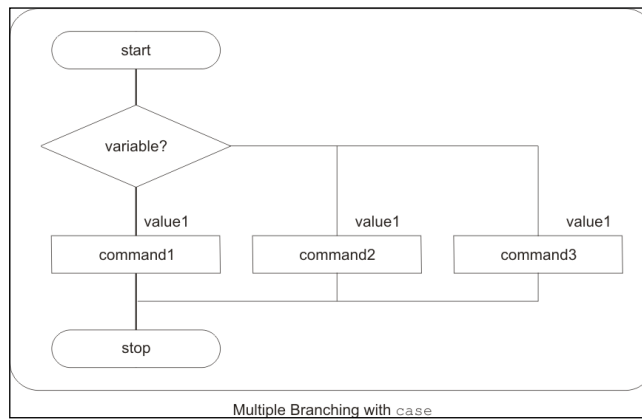 start
variable?
value1
value1
value1
command1
command2
command3
stop
Multiple Branching with case